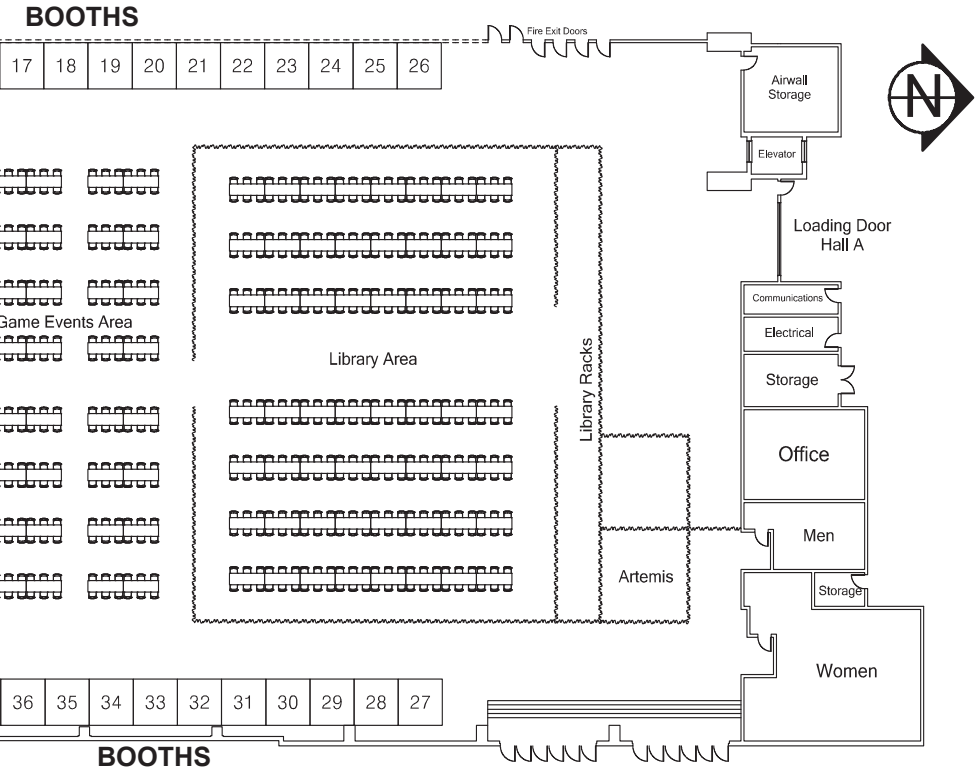 BOOTHS
Fire Exit Doors
17 18 19 20 21 22 23 24 25 26
Airwall
Storage
N
Elevator
Loading Door
Hall A
Communications
Game Events Area
Electrical
Library Area
Library Racks
Storage
Office
Men
Artemis
Storage
Women
36 35 34 33 32 31 30 29 28 27
BOOTHS